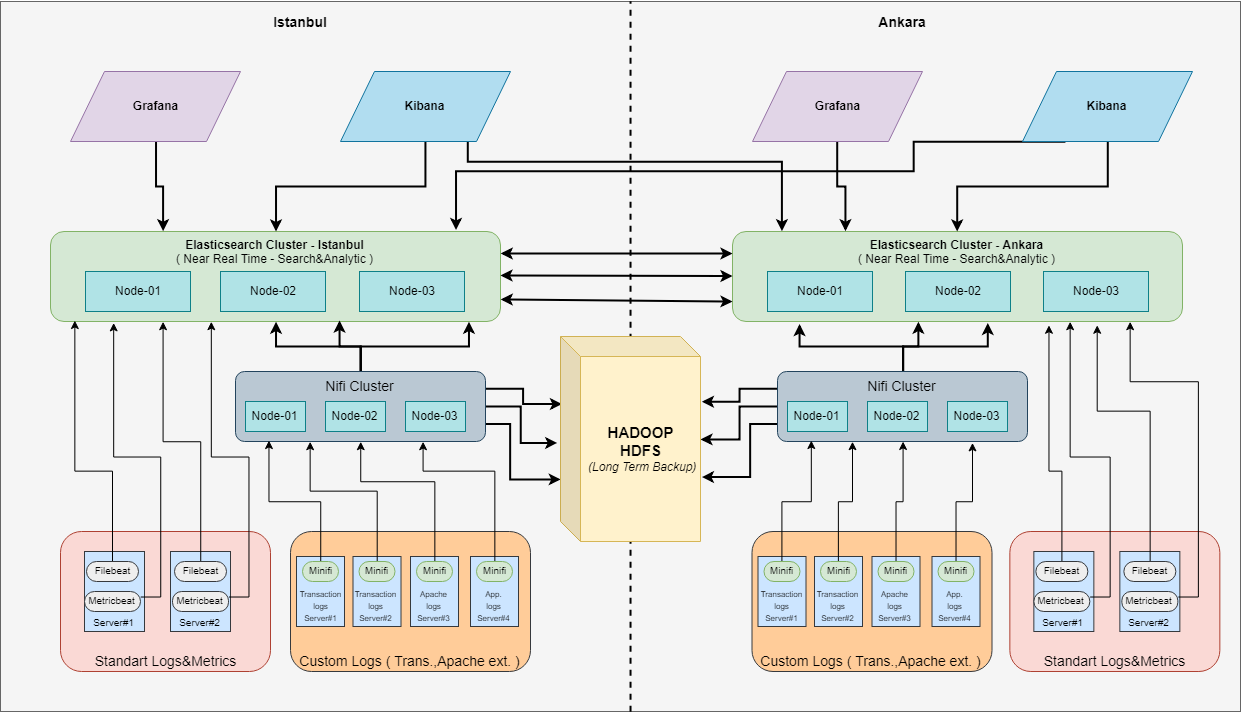 Istanbul
Ankara
Grafana
Kibana
Grafana
Kibana
Elasticsearch Cluster - Istanbul
( Near Real Time - Search&Analytic )
Node-01
Node-02
Node-03
Elasticsearch Cluster - Ankara
( Near Real Time - Search&Analytic )
Node-01
Node-02
Node-03
Nifi Cluster
Node-01
Node-02
Node-03
HADOOP
HDFS
(Long Term Backup)
Nifi Cluster
Node-01
Node-02
Node-03
Filebeat
Metricbeat
Server#1
Filebeat
Metricbeat
Server#2
Standart Logs&Metrics
Minifi
Transaction
logs
Server#1
Minifi
Transaction
logs
Server#2
Minifi
Apache
logs
Server#3
Minifi
App.
logs
Server#4
Custom Logs ( Trans.,Apache ext. )
Minifi
Transaction
logs
Server#1
Minifi
Transaction
logs
Server#2
Minifi
Apache
logs
Server#3
Minifi
App.
logs
Server#4
Custom Logs ( Trans.,Apache ext. )
Filebeat
Metricbeat
Server#1
Filebeat
Metricbeat
Server#2
Standart Logs&Metrics